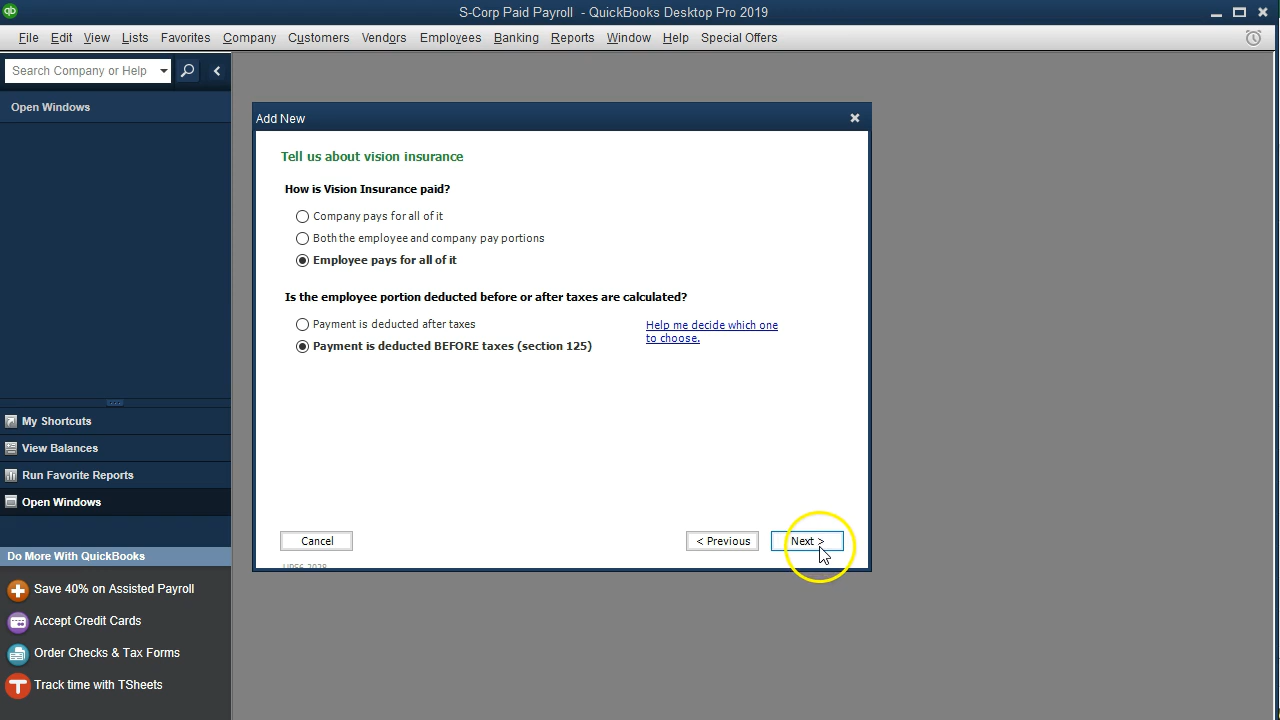 S-Corp Paid Payroll - QuickBooks Desktop Pro 2019
File Edit View Lists Favorites Company Customers Vendors Employees Banking Reports Window Help Special Offers
Search Company or Help
Open Windows
Add New
Tell us about vision insurance
How is Vision Insurance paid?
Company pays for all of it
Both the employee and company pay portions
Employee pays for all of it
Is the employee portion deducted before or after taxes are calculated?
Payment is deducted after taxes
Payment is deducted BEFORE taxes (section 125)
Help me decide which one
to choose.
Cancel
< Previous
Next >
My Shortcuts
View Balances
Run Favorite Reports
Open Windows
Do More With QuickBooks
Save 40% on Assisted Payroll
Accept Credit Cards
Order Checks & Tax Forms
Track time with TSheets
qb